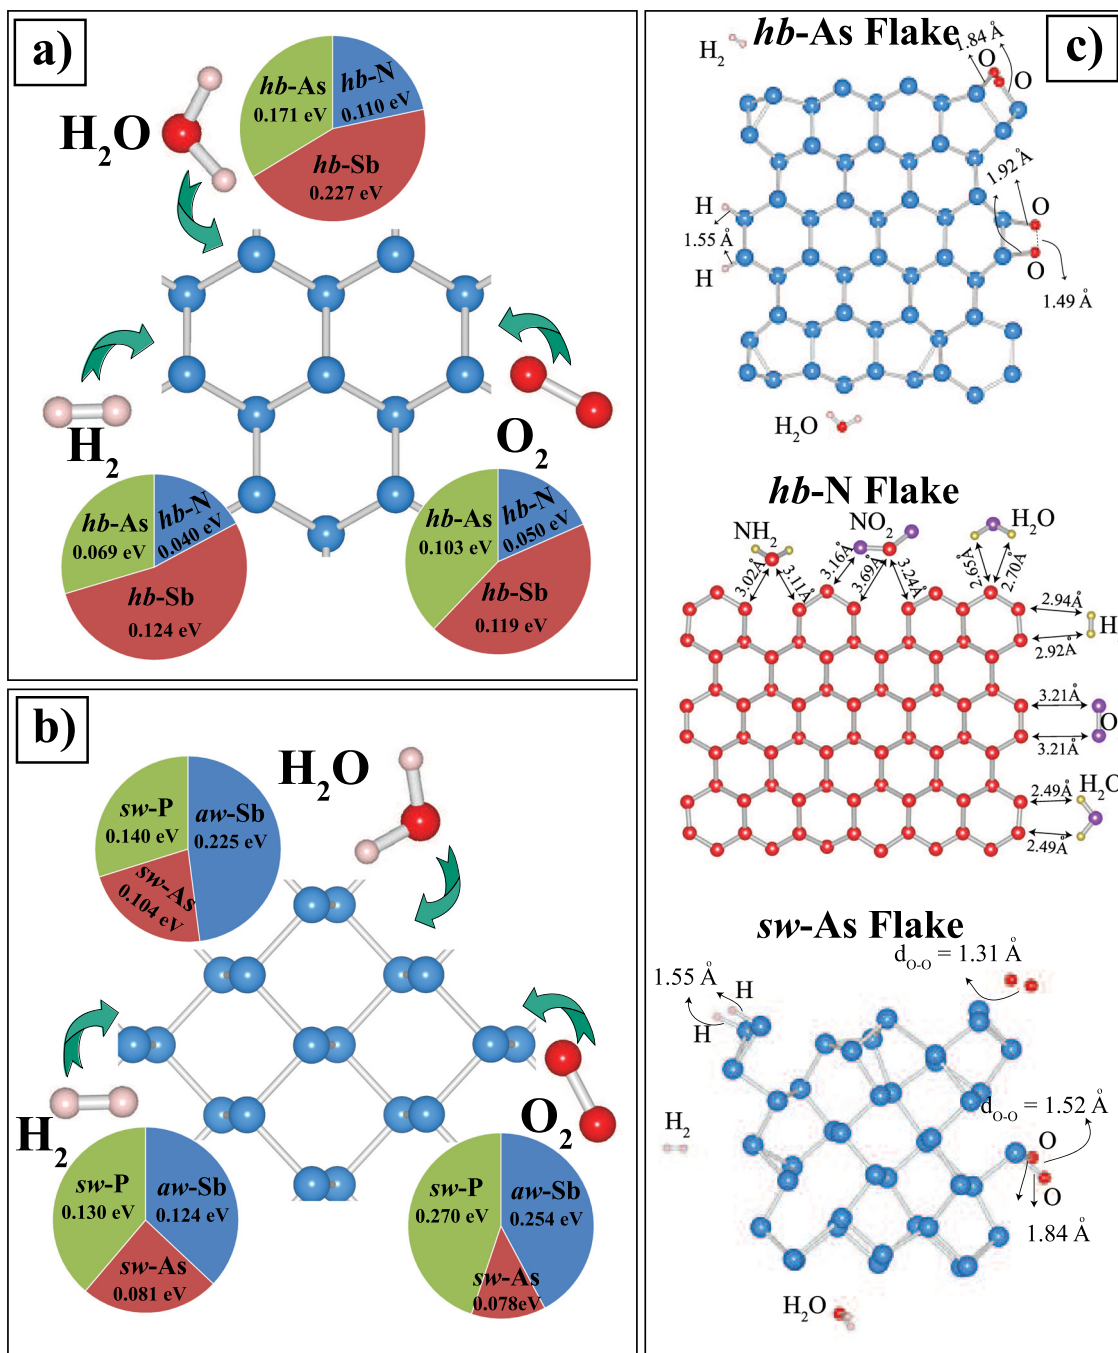 a)
H₂O
hb-As
0.171 eV
hb-N
0.110 eV
hb-Sb
0.227 eV
H₂
O₂
hb-As
0.069 eV
hb-N
0.040 eV
hb-Sb
0.124 eV
hb-As
0.103 eV
hb-N
0.050 eV
hb-Sb
0.119 eV
b)
H₂O
sw-P
0.140 eV
aw-Sb
0.225 eV
sw-As
0.104 eV
H₂
O₂
sw-P
0.130 eV
aw-Sb
0.124 eV
sw-As
0.081 eV
sw-P
0.270 eV
aw-Sb
0.254 eV
sw-As
0.078eV
c)
hb-As Flake
H₂
1.84 Å
O
O
1.92Å
H
O
1.55 Å
H
O
1.49 Å
H₂O
hb-N Flake
NH₂
NO₂
H₂O
3.02Å
3.11Å
3.16Å
3.69Å
3.24Å
2.65Å
2.70Å
2.94Å
H
2.92Å
3.21Å
O
3.21Å
2.49Å
H₂O
2.49Å
sw-As Flake
d_O-O = 1.31 Å
1.55 Å
H
H
d_O-O = 1.52 Å
H₂
O
O
1.84 Å
H₂O